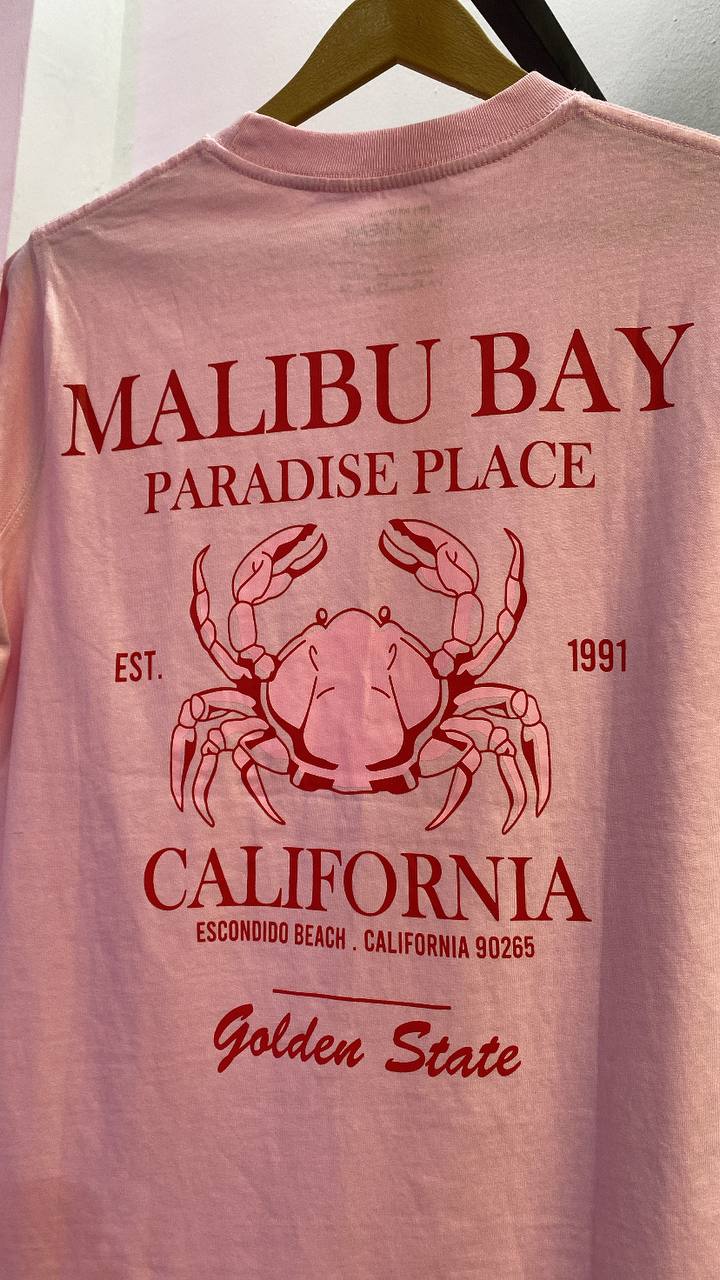 MALIBU BAY
PARADISE PLACE
EST. 1991
CALIFORNIA
ESCONDIDO BEACH . CALIFORNIA 90265
Golden State